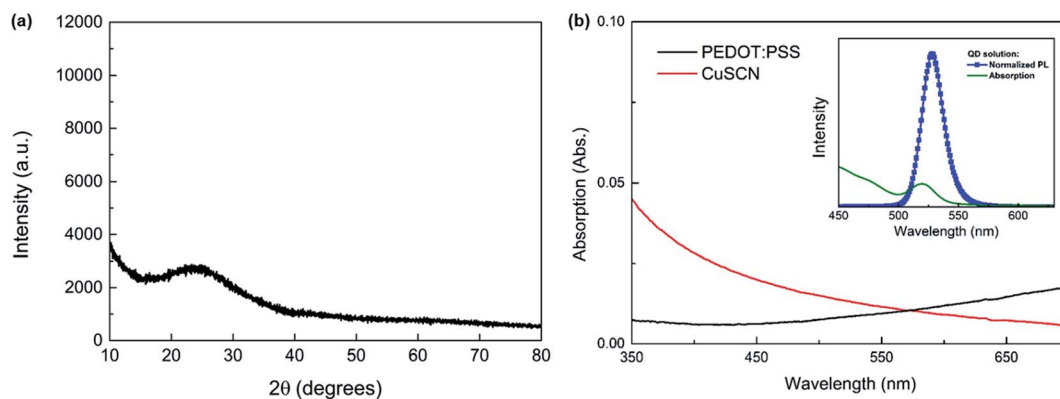 (a)
12000
10000
8000
6000
4000
2000
0
Intensity (a.u.)
10 20 30 40 50 60 70 80
2θ (degrees)
(b)
0.10
0.05
0.00
Absorption (Abs.)
PEDOT:PSS
CuSCN
350 450 550 650
Wavelength (nm)
QD solution:
Normalized PL
Absorption
Intensity
450 500 550 600
Wavelength (nm)